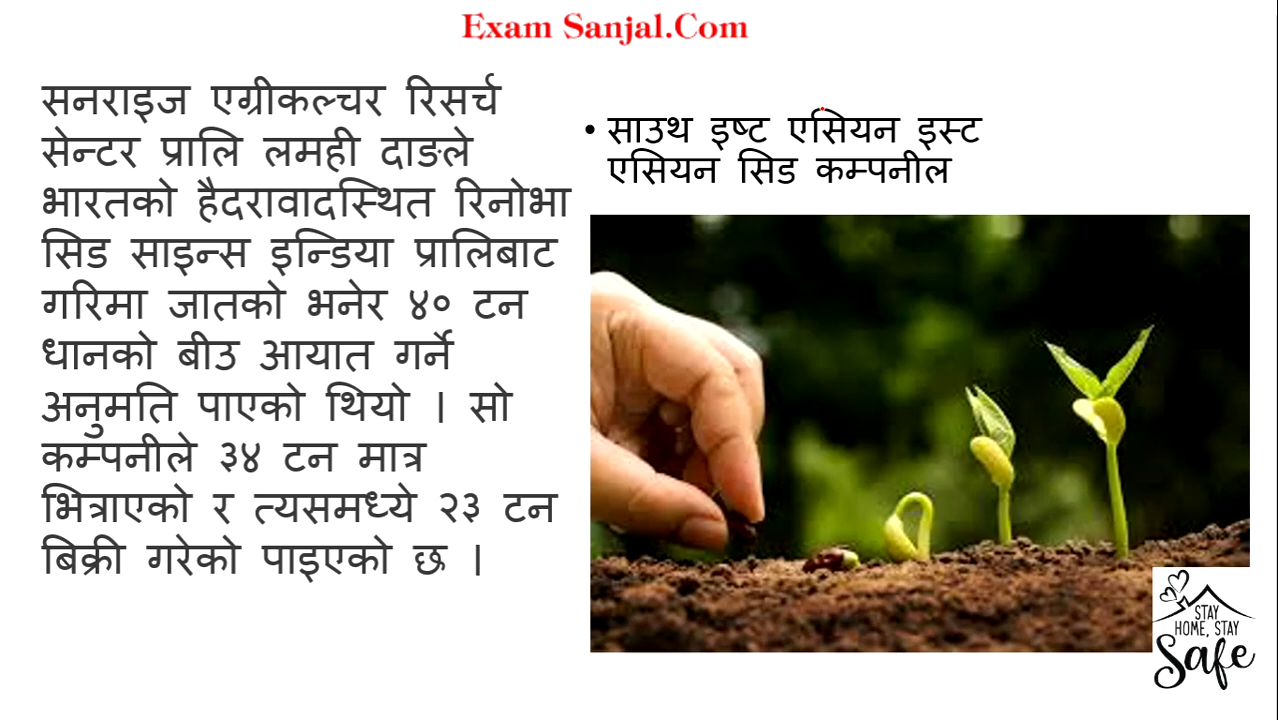 Exam Sanjal.Com
सनराइज एग्रीकल्चर रिसर्च
सेन्टर प्रालि लमही दाङले
भारतको हैदरावादस्थित रिनोभा
सिड साइन्स इन्डिया प्रालिबाट
गरिमा जातको भनेर ४० टन
धानको बीउ आयात गर्ने
अनुमति पाएको थियो । सो
कम्पनीले ३४ टन मात्र
भित्राएको र त्यसमध्ये २३ टन
बिक्री गरेको पाइएको छ ।
• साउथ इष्ट एसियन इस्ट
एसियन सिड कम्पनील
STAY
HOME, STAY
Safe